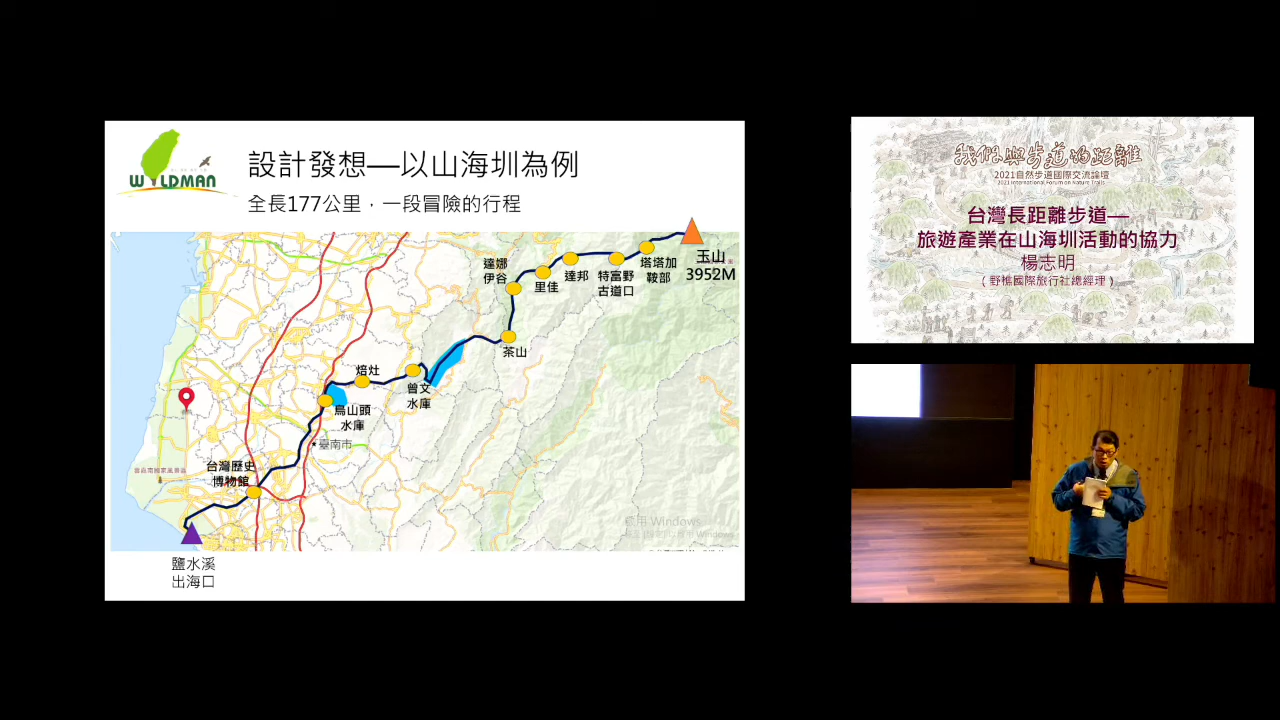 WILDMAN
設計發想—以山海圳為例
全長177公里，一段冒險的行程
玉山
3952M
塔塔加
鞍部
特富野
古道口
達邦
里佳
達娜
伊谷
茶山
曾文
水庫
焙灶
烏山頭
水庫
臺南市
台灣歷史
博物館
鹽水溪
出海口
啟用 Windows
我們與步道的距離
2021自然步道國際交流論壇
2021 International Forum on Nature Trails
台灣長距離步道—
旅遊產業在山海圳活動的協力
楊志明
（野樵國際旅行社總經理）